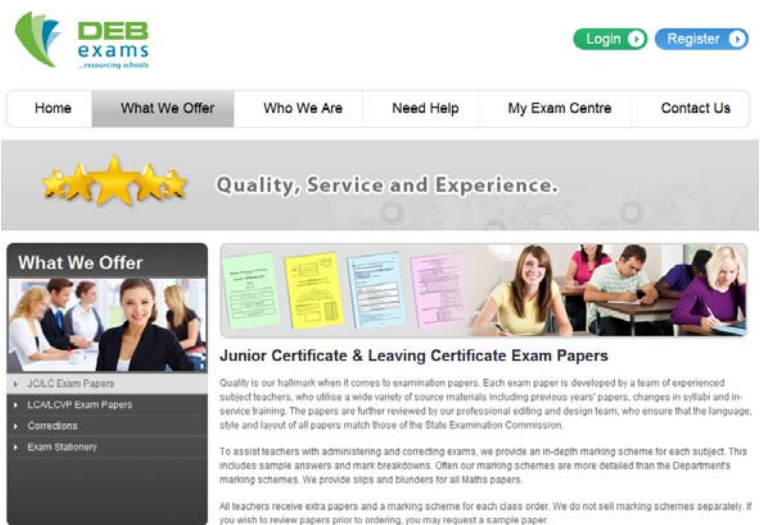 DEB
exams
...resourcing schools
Login
Register
Home
What We Offer
Who We Are
Need Help
My Exam Centre
Contact Us
Quality, Service and Experience.
What We Offer
JC/LC Exam Papers
LCA/LCVP Exam Papers
Corrections
Exam Stationery
Junior Certificate & Leaving Certificate Exam Papers
Quality is our hallmark when it comes to examination papers. Each exam paper is developed by a team of experienced
subject teachers, who utilise a wide variety of source materials including previous years' papers, changes in syllabi and in-
service training. The papers are further reviewed by our professional editing and design team, who ensure that the language,
style and layout of all papers match those of the State Examination Commission.
To assist teachers with administering and correcting exams, we provide an in-depth marking scheme for each subject. This
includes sample answers and mark breakdowns. Often our marking schemes are more detailed than the Department's
marking schemes. We provide slips and blunders for all Maths papers.
All teachers receive extra papers and a marking scheme for each class order. We do not sell marking schemes separately. If
you wish to review papers prior to ordering, you may request a sample paper.